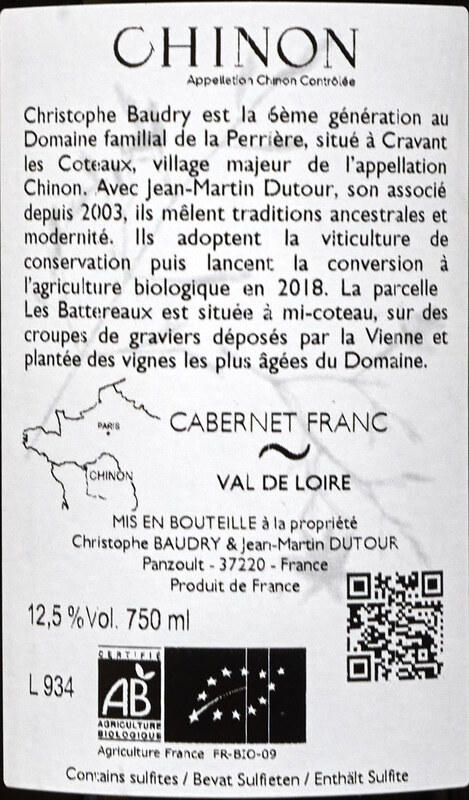 CHINON
Appellation Chinon Contrôlée
Christophe Baudry est la 6ème génération au
Domaine familial de la Perrière, situé à Cravant
les Coteaux, village majeur de l'appellation
Chinon. Avec Jean-Martin Dutour, son associé
depuis 2003, ils mêlent traditions ancestrales et
modernité. Ils adoptent la viticulture de
conservation puis lancent la conversion à
l'agriculture biologique en 2018. La parcelle
Les Battereaux est située à mi-coteau, sur des
croupes de graviers déposés par la Vienne et
plantée des vignes les plus âgées du Domaine.
PARIS
CHINON
CABERNET FRANC
VAL DE LOIRE
MIS EN BOUTEILLE à la propriété
Christophe BAUDRY & Jean-Martin DUTOUR
Panzoult - 37220 - France
Produit de France
12,5 %Vol. 750 ml
L 934
CERTIFIÉ
AB
AGRICULTURE
BIOLOGIQUE
Agriculture France FR-BIO-09
Contains sulfites / Bevat Sulfieten / Enthält Sulfite